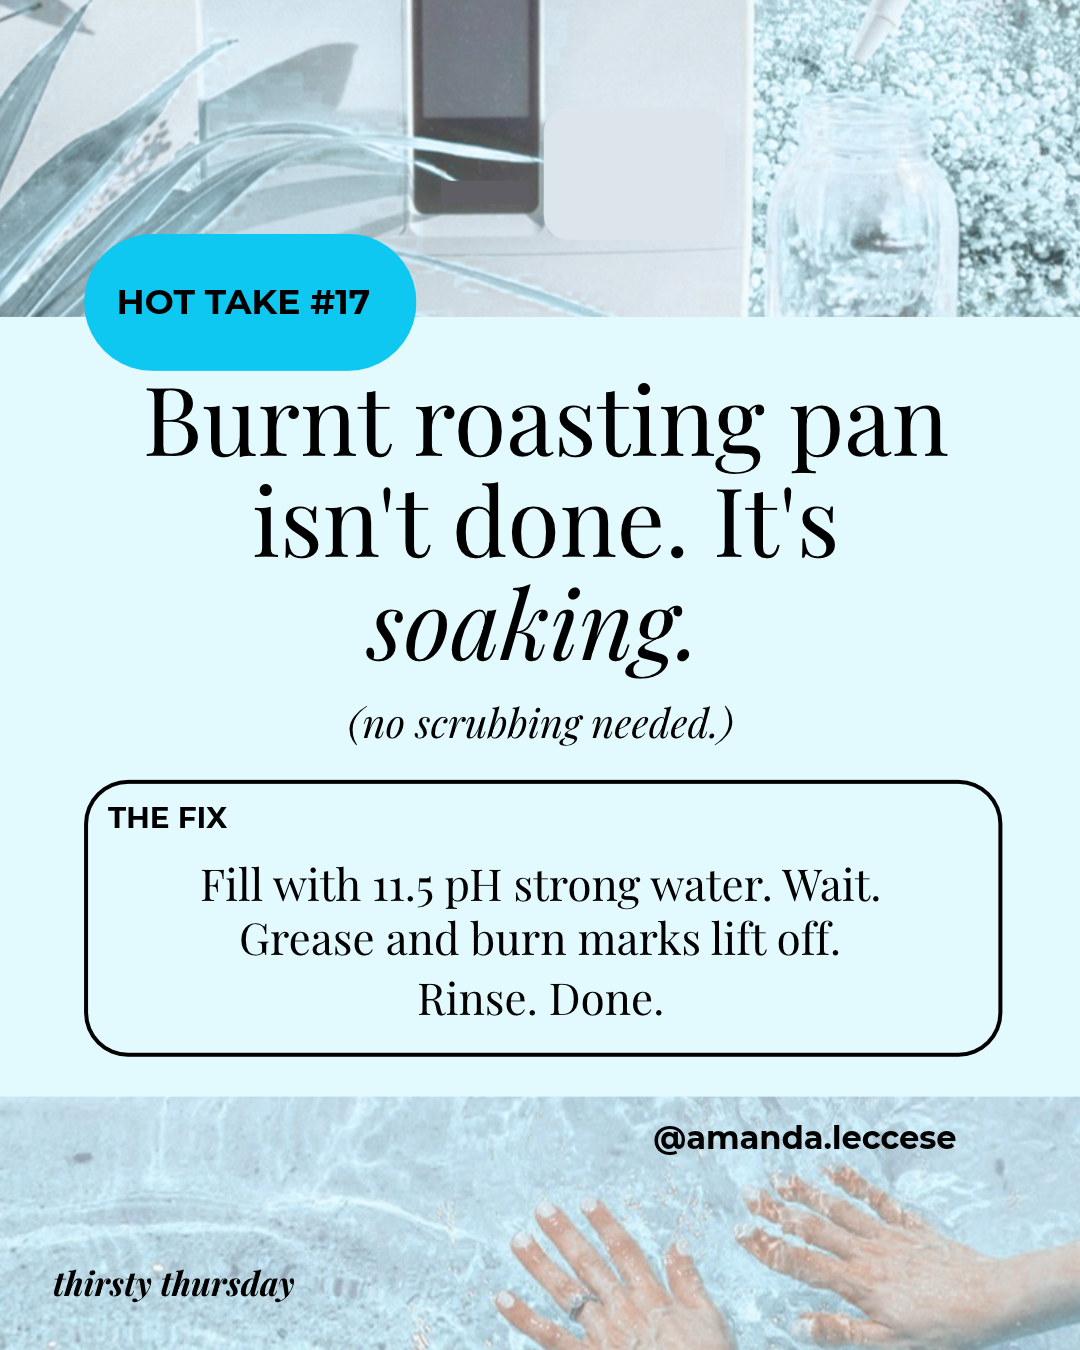 HOT TAKE #17
Burnt roasting pan
isn't done. It's
soaking.
(no scrubbing needed.)
THE FIX
Fill with 11.5 pH strong water. Wait.
Grease and burn marks lift off.
Rinse. Done.
@amanda.leccese
thirsty thursday